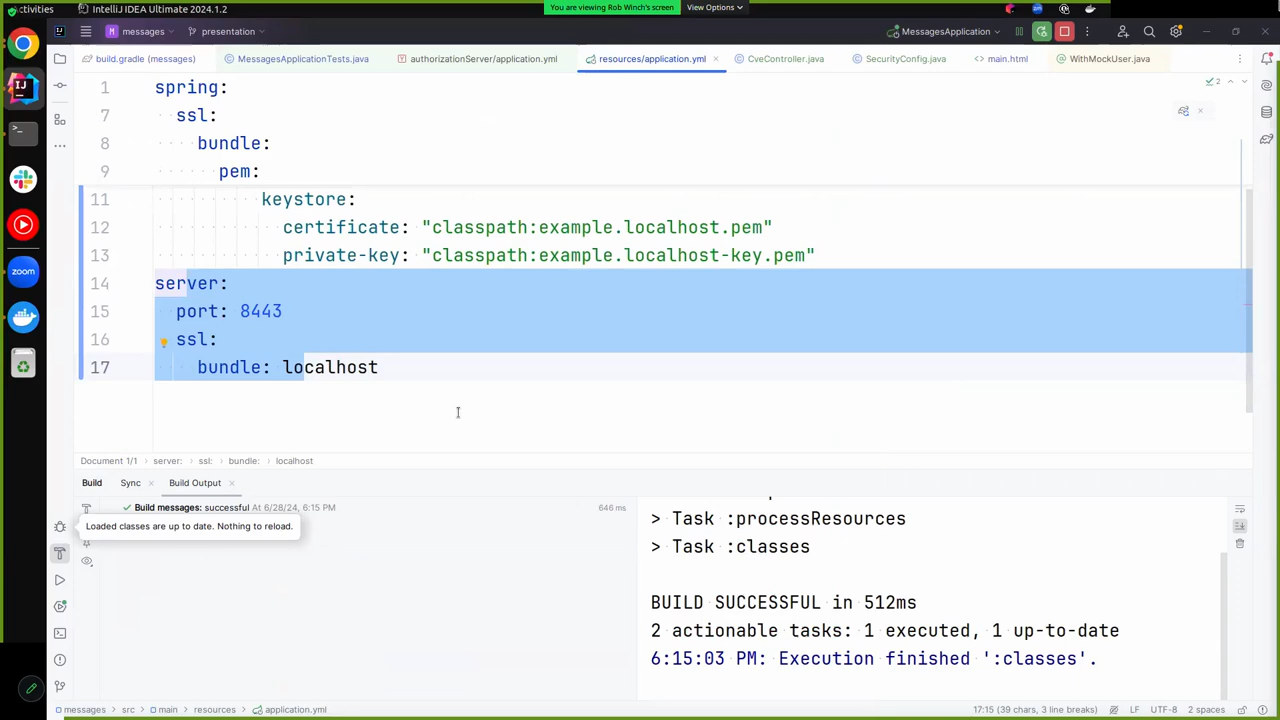 Activities
IntelliJ IDEA Ultimate 2024.1.2
You are viewing Rob Winch's screen
View Options
M messages
presentation
MessagesApplication
build.gradle (messages)
MessagesApplicationTests.java
authorizationServer/application.yml
resources/application.yml
CveController.java
SecurityConfig.java
main.html
WithMockUser.java
1 spring:
7 ssl:
8 bundle:
9 pem:
11 keystore:
12 certificate: "classpath:example.localhost.pem"
13 private-key: "classpath:example.localhost-key.pem"
14 server:
15 port: 8443
16 ssl:
17 bundle: localhost
2
zoom
Document 1/1 server: ssl: bundle: localhost
Build
Sync
Build Output
Build messages: successful At 6/28/24, 6:15 PM
646 ms
Loaded classes are up to date. Nothing to reload.
> Task :processResources
> Task :classes
BUILD SUCCESSFUL in 512ms
2 actionable tasks: 1 executed, 1 up-to-date
6:15:03 PM: Execution finished ':classes'.
messages > src > main > resources > application.yml
17:15 (39 chars, 3 line breaks)
LF
UTF-8
2 spaces